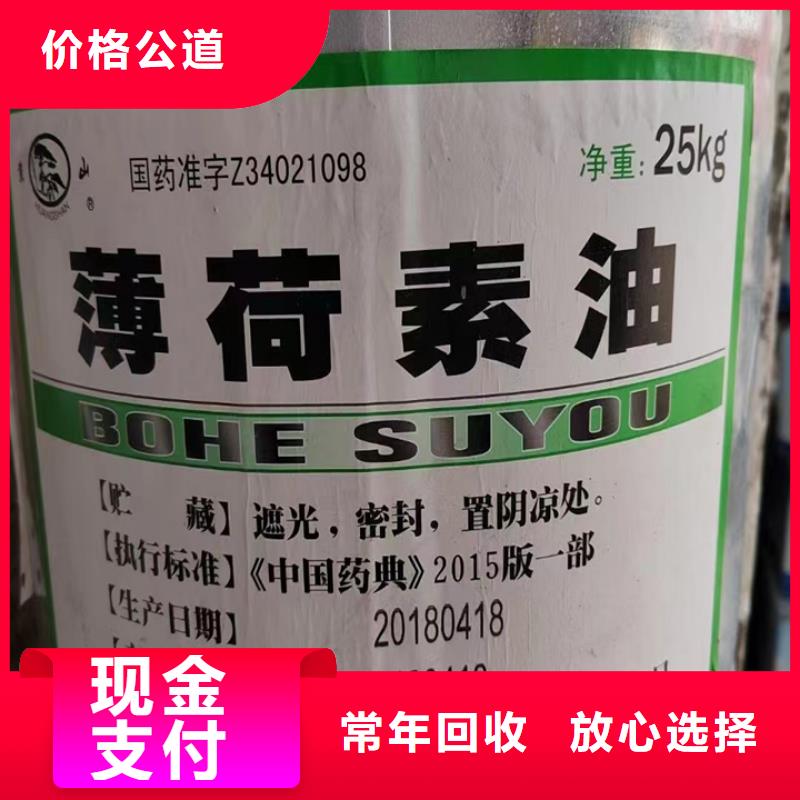 价格公道
山
®
HUANGSHAN
国药准字Z34021098
净重: 25kg
薄荷素油
BOHE SUYOU
【贮 藏】遮光，密封，置阴凉处。
【执行标准】《中国药典》2015版一部
【生产日期】 20180418
现金
支付
常年回收 放心选择